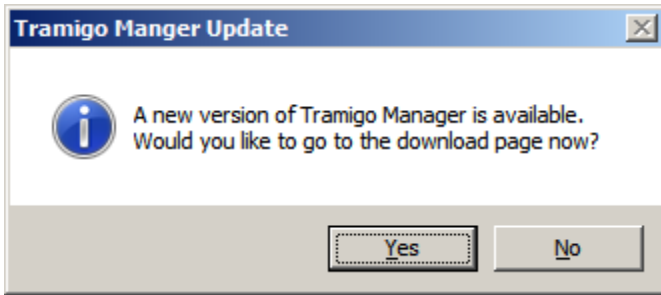 Tramigo Manger Update
A new version of Tramigo Manager is available.
Would you like to go to the download page now?
Yes
No